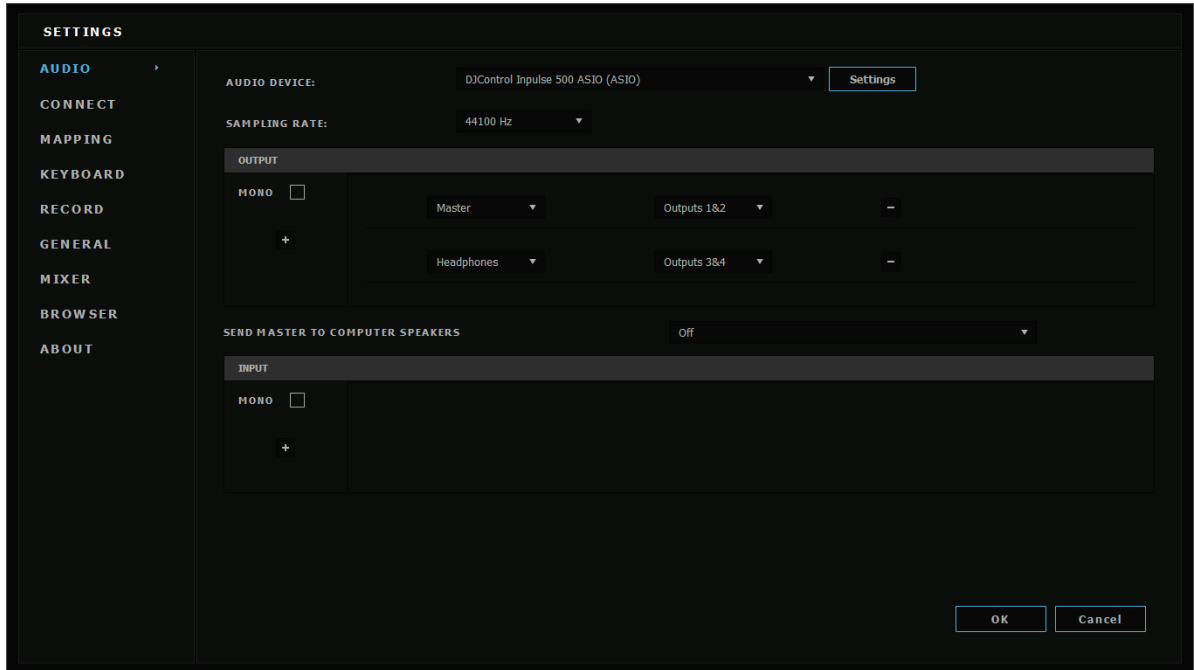 SETTINGS
AUDIO
CONNECT
MAPPING
KEYBOARD
RECORD
GENERAL
MIXER
BROWSER
ABOUT
AUDIO DEVICE: DJControl Inpulse 500 ASIO (ASIO) Settings
SAMPLING RATE: 44100 Hz
OUTPUT
MONO
Master Outputs 1&2 −
+
Headphones Outputs 3&4 −
SEND MASTER TO COMPUTER SPEAKERS Off
INPUT
MONO
+
OK Cancel